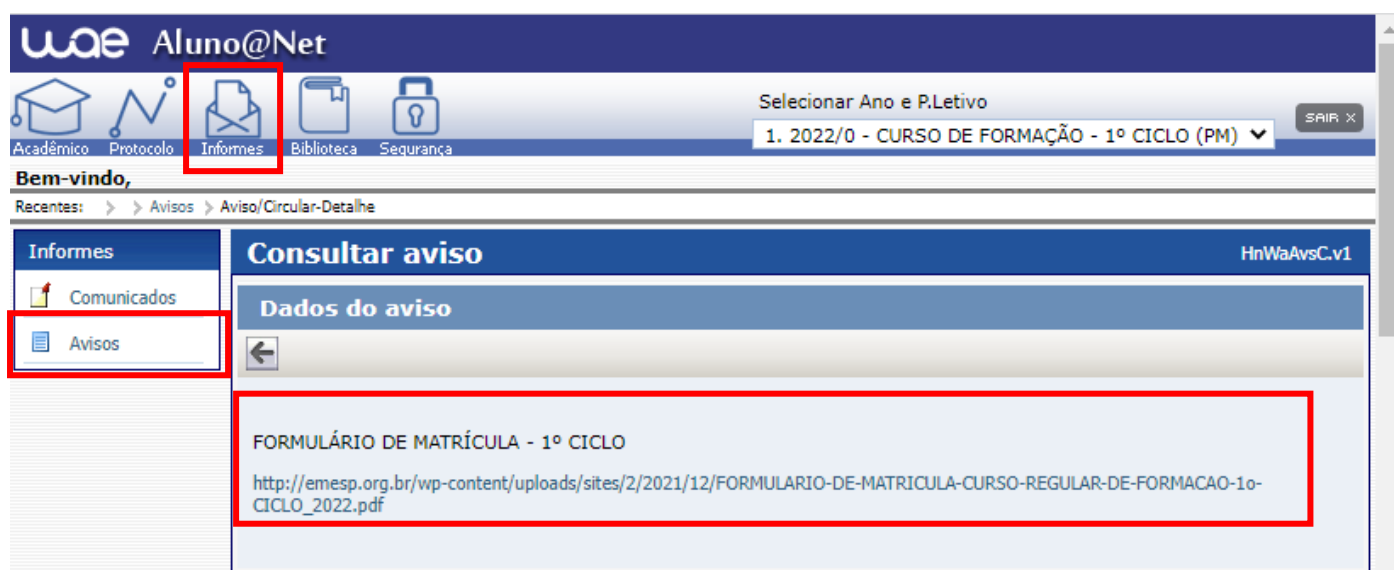 wae Aluno@Net
Selecionar Ano e P.Letivo
1. 2022/0 - CURSO DE FORMAÇÃO - 1º CICLO (PM)
SAIR X
Acadêmico Protocolo Informes Biblioteca Segurança
Bem-vindo,
Recentes: > > Avisos > Aviso/Circular-Detalhe
Informes
Consultar aviso
HnWaAvsC.v1
Comunicados
Dados do aviso
Avisos
FORMULÁRIO DE MATRÍCULA - 1º CICLO
http://emesp.org.br/wp-content/uploads/sites/2/2021/12/FORMULARIO-DE-MATRICULA-CURSO-REGULAR-DE-FORMACAO-1o-
CICLO_2022.pdf